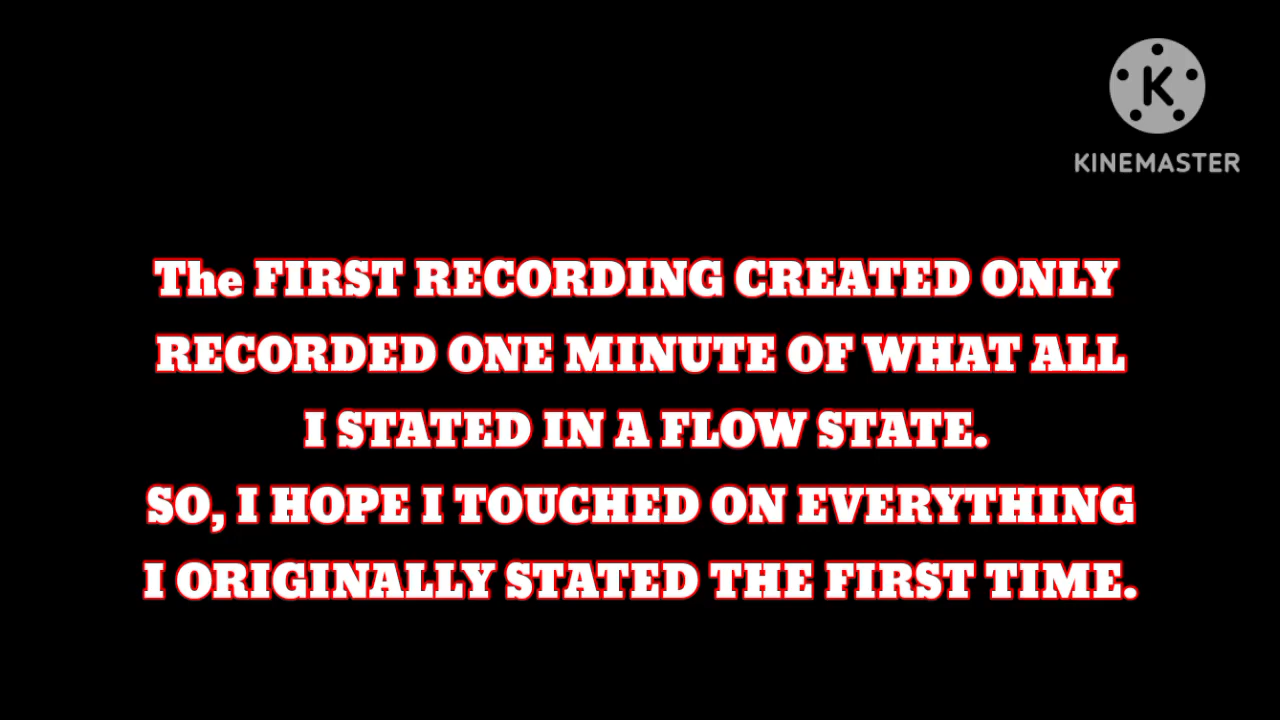 K
KINEMASTER
The FIRST RECORDING CREATED ONLY
RECORDED ONE MINUTE OF WHAT ALL
I STATED IN A FLOW STATE.
SO, I HOPE I TOUCHED ON EVERYTHING
I ORIGINALLY STATED THE FIRST TIME.